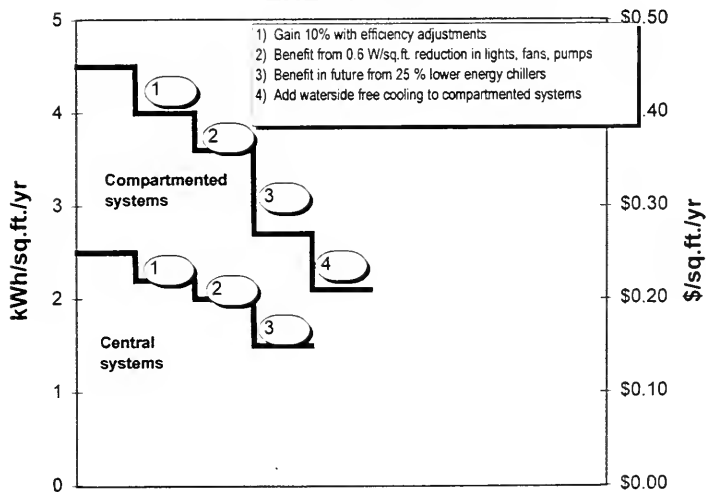 5
$0.50
1) Gain 10% with efficiency adjustments
2) Benefit from 0.6 W/sq.ft. reduction in lights, fans, pumps
3) Benefit in future from 25 % lower energy chillers
4) Add waterside free cooling to compartmented systems
4
.40
1
2
Compartmented
systems
3
3
$0.30
kWh/sq.ft./yr
$/sq.ft./yr
4
1
2
2
$0.20
3
Central
systems
1
$0.10
0
$0.00